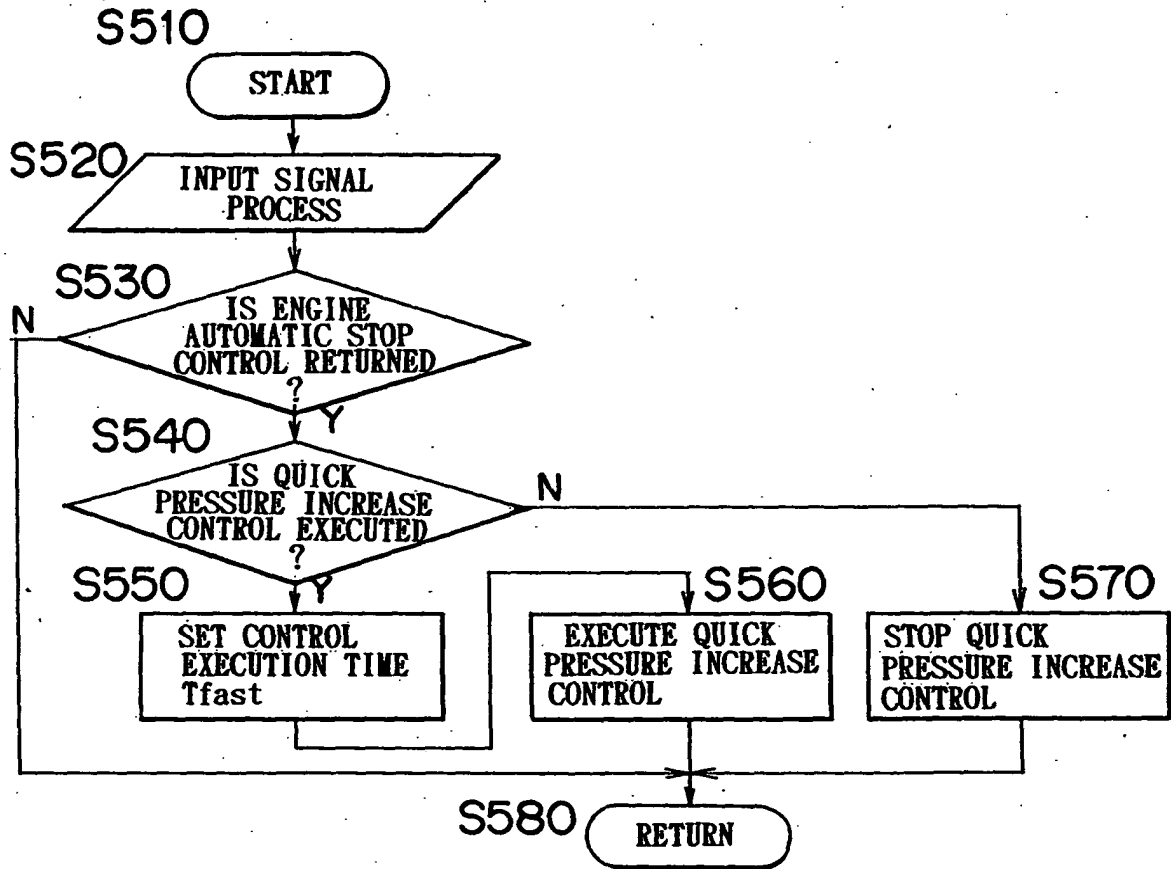 S510
START
S520
INPUT SIGNAL
PROCESS
S530
N
IS ENGINE
AUTOMATIC STOP
CONTROL RETURNED
?
Y
S540
IS QUICK
PRESSURE INCREASE
CONTROL EXECUTED
?
N
Y
S550
SET CONTROL
EXECUTION TIME
Tfast
S560
EXECUTE QUICK
PRESSURE INCREASE
CONTROL
S570
STOP QUICK
PRESSURE INCREASE
CONTROL
S580
RETURN